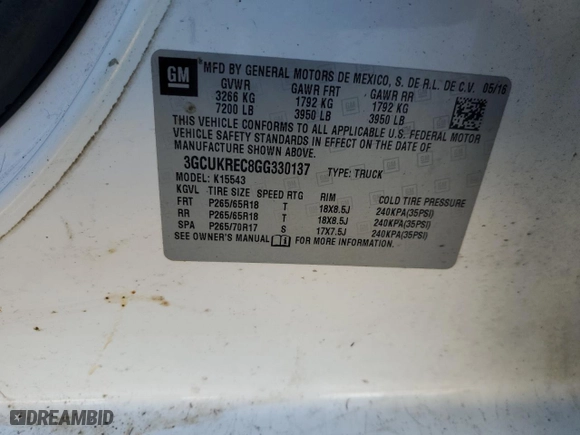 GM
MFD BY GENERAL MOTORS DE MEXICO, S. DE R.L. DE C.V. 05/16
GVWR GAWR FRT GAWR RR
3266 KG 1792 KG 1792 KG
7200 LB 3950 LB 3950 LB
THIS VEHICLE CONFORMS TO ALL APPLICABLE U.S. FEDERAL MOTOR
VEHICLE SAFETY STANDARDS IN EFFECT ON THE DATE OF
MANUFACTURE SHOWN ABOVE.
3GCUKREC8GG330137 TYPE: TRUCK
MODEL: K15543
KGVL TIRE SIZE SPEED RTG RIM COLD TIRE PRESSURE
FRT P265/65R18 T 18X8.5J 240KPA(35PSI)
RR P265/65R18 T 18X8.5J 240KPA(35PSI)
SPA P265/70R17 S 17X7.5J 240KPA(35PSI)
SEE OWNER'S MANUAL FOR MORE INFORMATION
DREAMBID